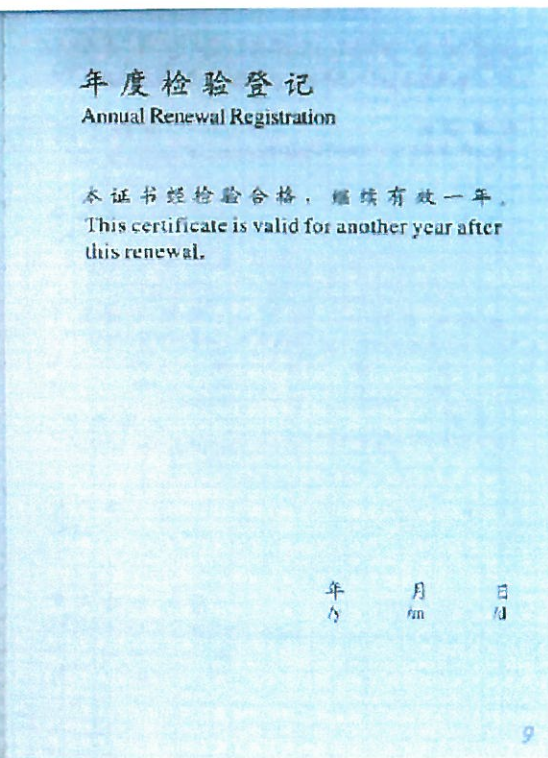 年度检验登记
Annual Renewal Registration
本证书经检验合格，继续有效一年。
This certificate is valid for another year after
this renewal.
年 月 日
/y /m /d
9